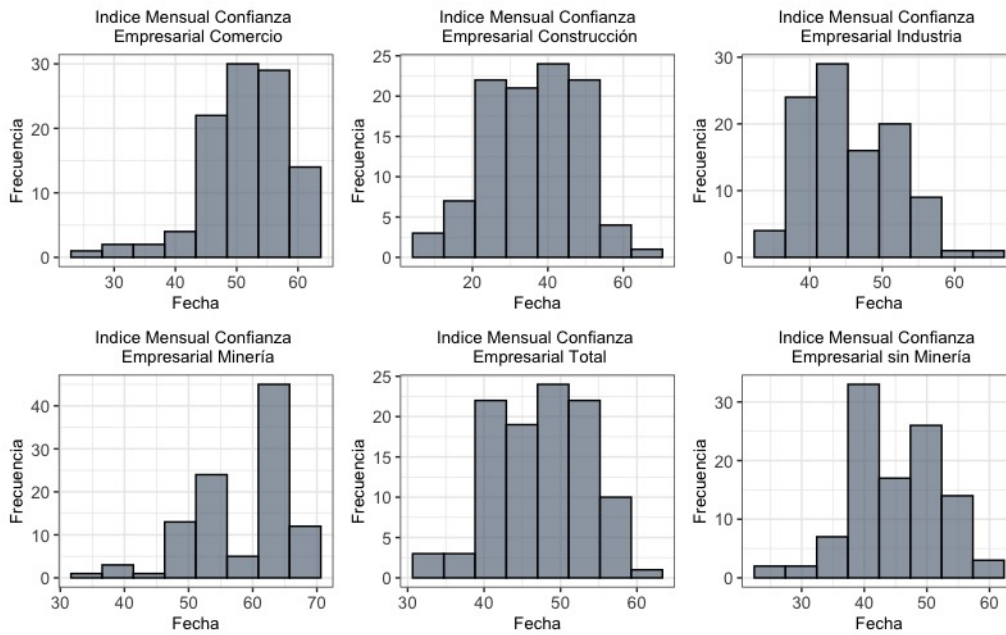 Indice Mensual Confianza
Empresarial Comercio
30
20
10
0
30
40
50
60
Frecuencia
Fecha
Indice Mensual Confianza
Empresarial Construcción
25
20
15
10
5
0
20
40
60
Frecuencia
Fecha
Indice Mensual Confianza
Empresarial Industria
30
20
10
0
40
50
60
Frecuencia
Fecha
Indice Mensual Confianza
Empresarial Minería
40
30
20
10
0
30
40
50
60
70
Frecuencia
Fecha
Indice Mensual Confianza
Empresarial Total
25
20
15
10
5
0
30
40
50
60
Frecuencia
Fecha
Indice Mensual Confianza
Empresarial sin Minería
30
20
10
0
30
40
50
60
Frecuencia
Fecha